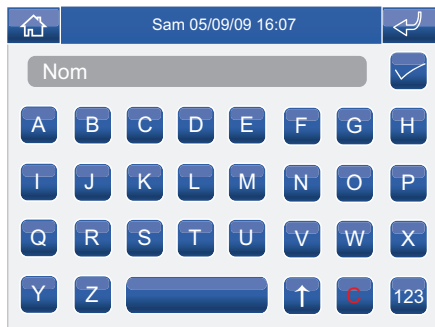 Sam 05/09/09 16:07
Nom
A B C D E F G H
I J K L M N O P
Q R S T U V W X
Y Z ↑ C 123